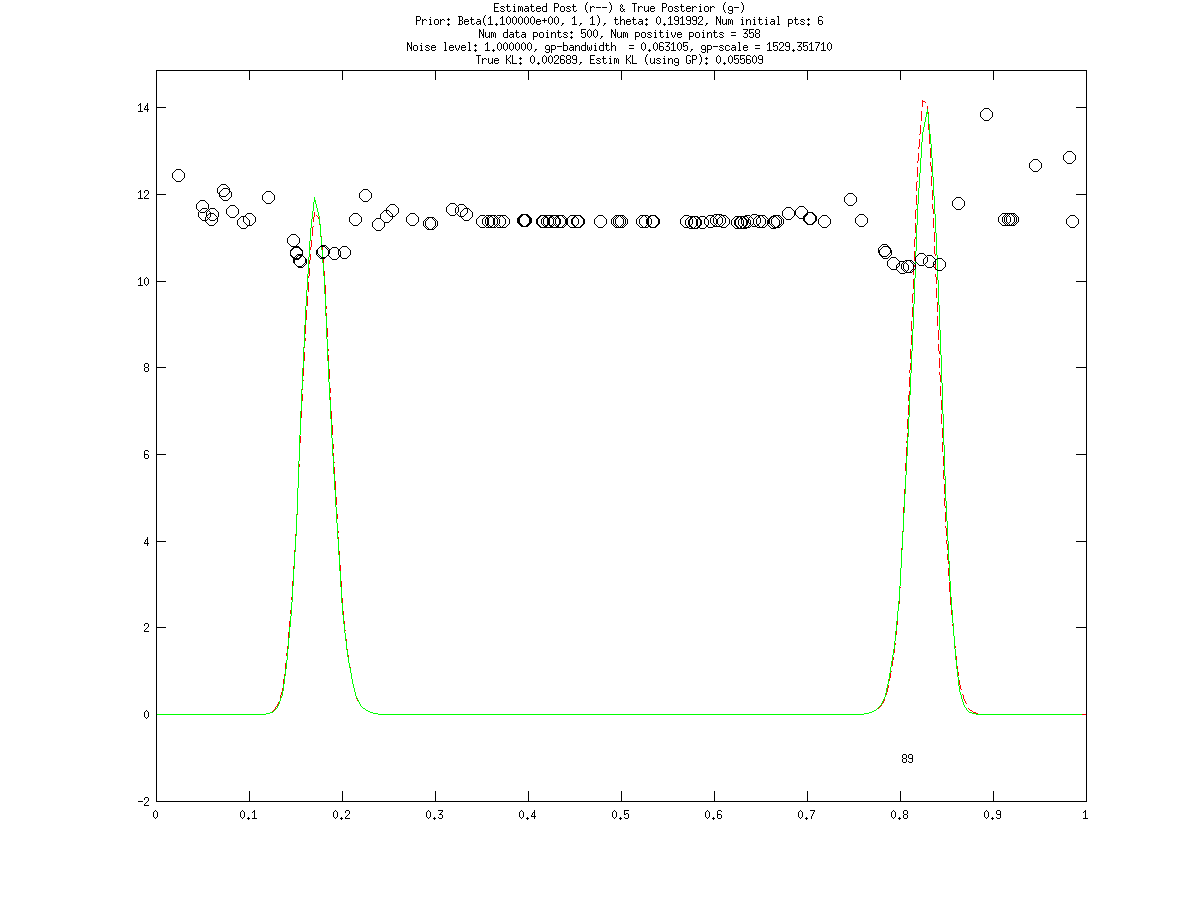 Estimated Post (r--) & True Posterior (g-)
Prior: Beta(1.100000e+00, 1, 1), theta: 0.191992, Num initial pts: 6
Num data points: 500, Num positive points = 358
Noise level: 1.000000, gp-bandwidth  = 0.063105, gp-scale = 1529.351710
True KL: 0.002689, Estim KL (using GP): 0.055609
14
12
10
8
6
4
2
0
89
-2
0 0.1 0.2 0.3 0.4 0.5 0.6 0.7 0.8 0.9 1